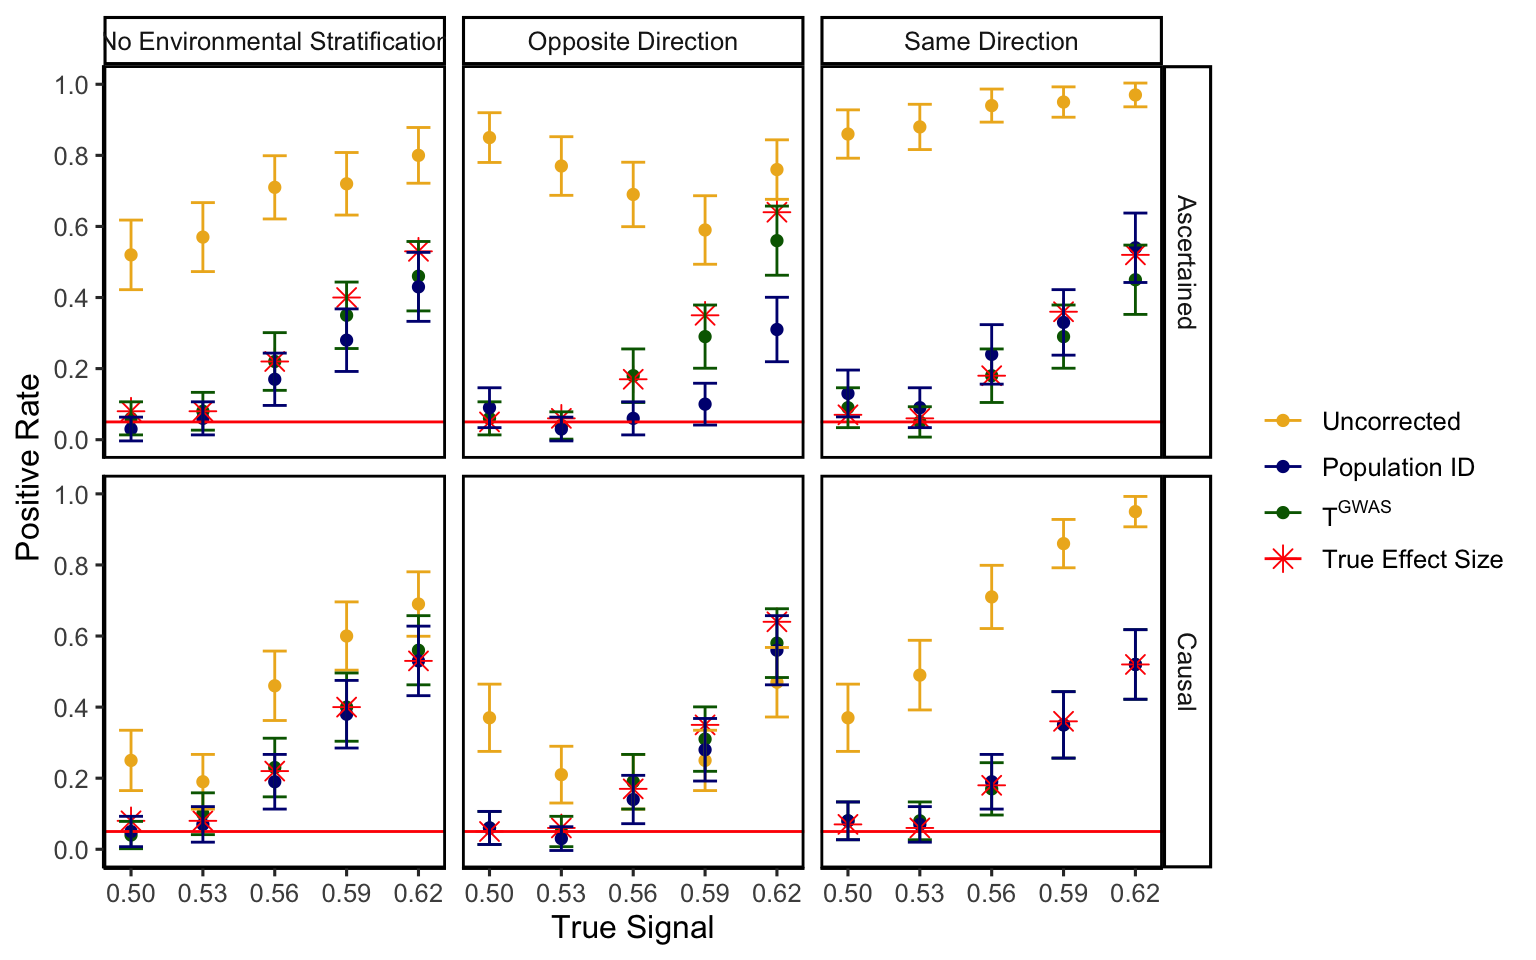 No Environmental Stratification
Opposite Direction
Same Direction
1.0
0.8
0.6
0.4
0.2
0.0
Ascertained
1.0
0.8
0.6
0.4
0.2
0.0
Causal
Positive Rate
0.50 0.53 0.56 0.59 0.62
0.50 0.53 0.56 0.59 0.62
0.50 0.53 0.56 0.59 0.62
True Signal
Uncorrected
Population ID
T^GWAS
True Effect Size